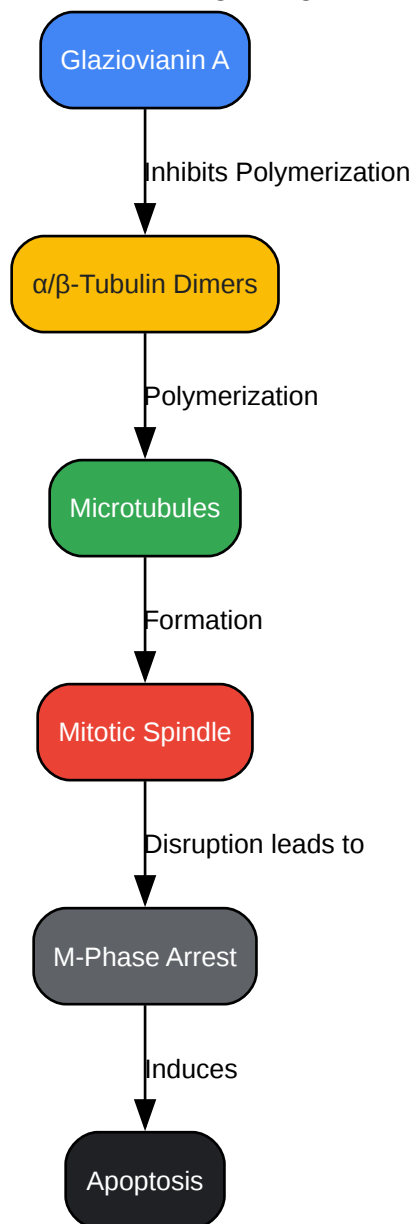 Glaziovianin A
Inhibits Polymerization
α/β-Tubulin Dimers
Polymerization
Microtubules
Formation
Mitotic Spindle
Disruption leads to
M-Phase Arrest
Induces
Apoptosis